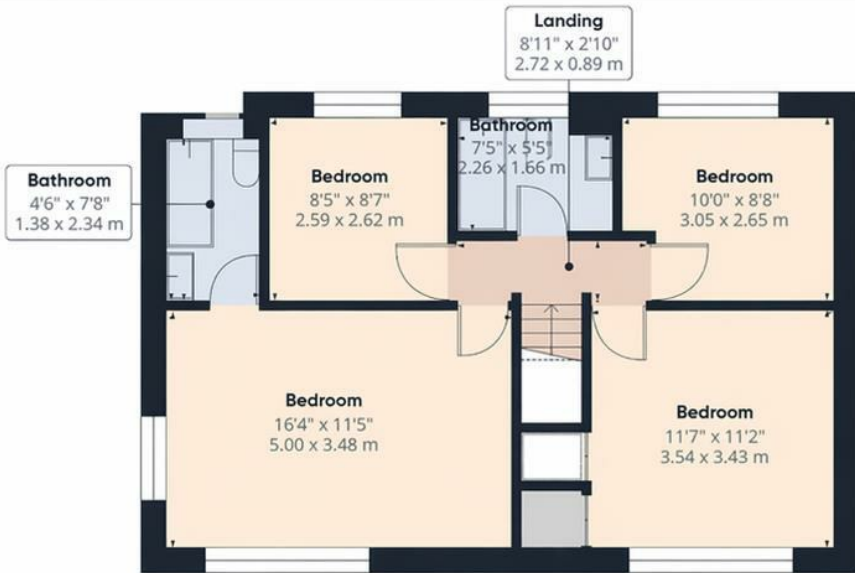 Landing
8'11" x 2'10"
2.72 x 0.89 m
Bathroom
4'6" x 7'8"
1.38 x 2.34 m
Bedroom
8'5" x 8'7"
2.59 x 2.62 m
Bathroom
7'5" x 5'5"
2.26 x 1.66 m
Bedroom
10'0" x 8'8"
3.05 x 2.65 m
Bedroom
16'4" x 11'5"
5.00 x 3.48 m
Bedroom
11'7" x 11'2"
3.54 x 3.43 m